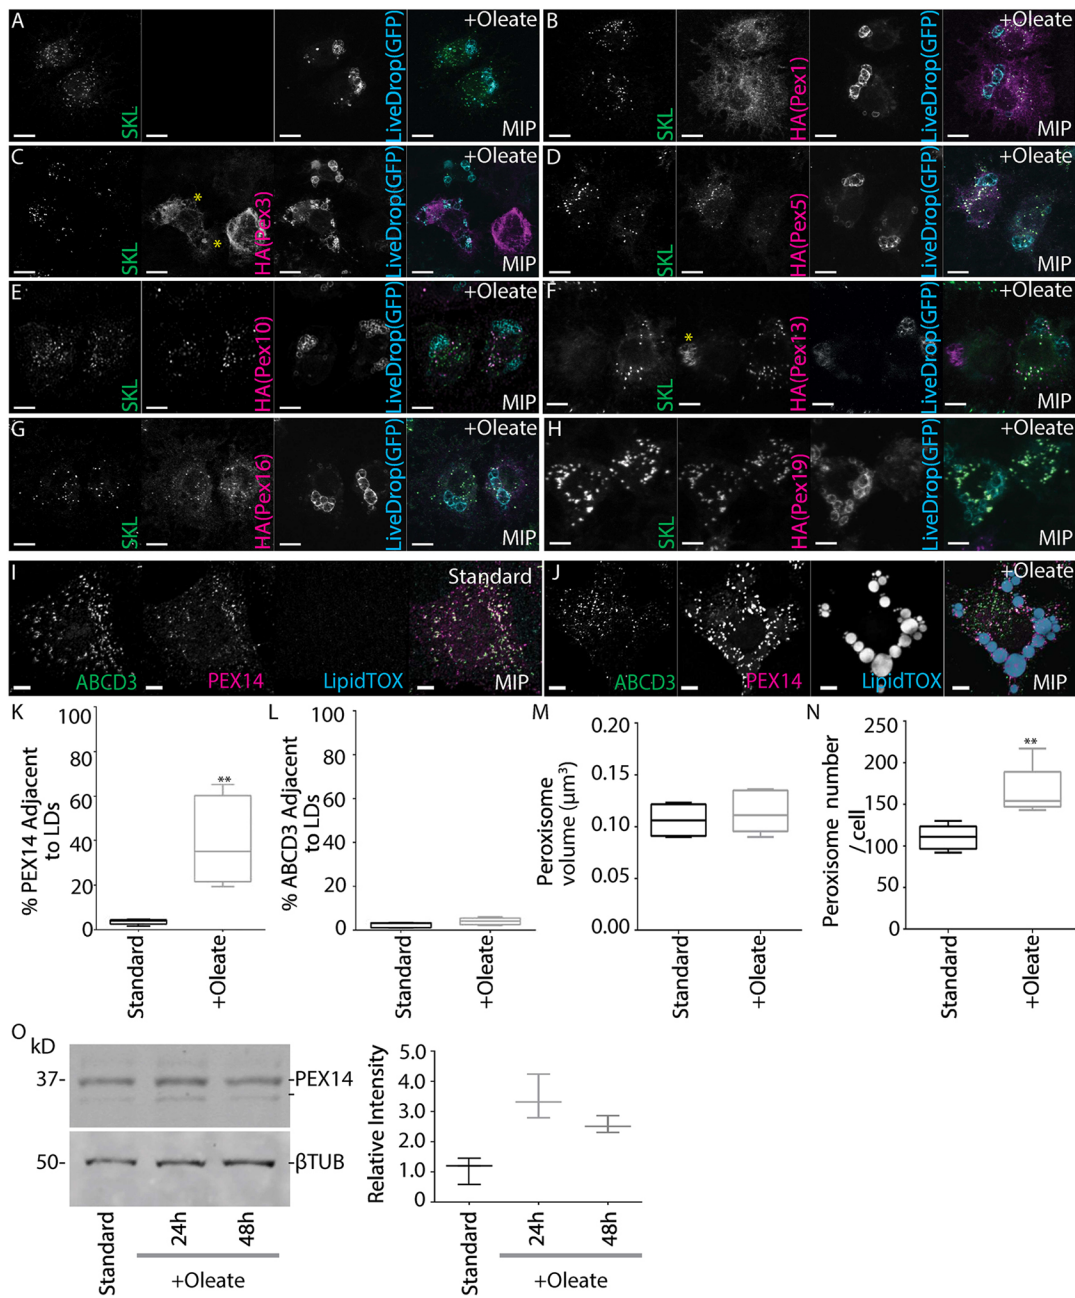 A
SKL
LiveDrop(GFP)
+Oleate
MIP
B
SKL
HA(Pex1)
LiveDrop(GFP)
+Oleate
MIP
C
SKL
*
*
HA(Pex3)
LiveDrop(GFP)
+Oleate
MIP
D
SKL
HA(Pex5)
LiveDrop(GFP)
+Oleate
MIP
E
SKL
HA(Pex10)
LiveDrop(GFP)
+Oleate
MIP
F
SKL
*
HA(Pex13)
LiveDrop(GFP)
+Oleate
MIP
G
SKL
HA(Pex16)
LiveDrop(GFP)
+Oleate
MIP
H
SKL
HA(Pex19)
LiveDrop(GFP)
+Oleate
MIP
I
ABCD3
PEX14
LipidTOX
Standard
MIP
J
ABCD3
PEX14
LipidTOX
+Oleate
MIP
K
% PEX14 Adjacent
to LDs
100
80
60
40
20
0
**
Standard
+Oleate
L
% ABCD3 Adjacent
to LDs
100
80
60
40
20
0
Standard
+Oleate
M
Peroxisome
volume (µm³)
0.20
0.15
0.10
0.05
0.00
Standard
+Oleate
N
Peroxisome number
/ cell
250
200
150
100
50
0
**
Standard
+Oleate
O
kD
37-
-PEX14
-
50-
-βTUB
Standard
24h
48h
+Oleate
Relative Intensity
5.0
4.0
3.0
2.0
1.0
0
Standard
24h
48h
+Oleate